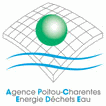 Agence Poitou-Charentes
Energie Déchets Eau